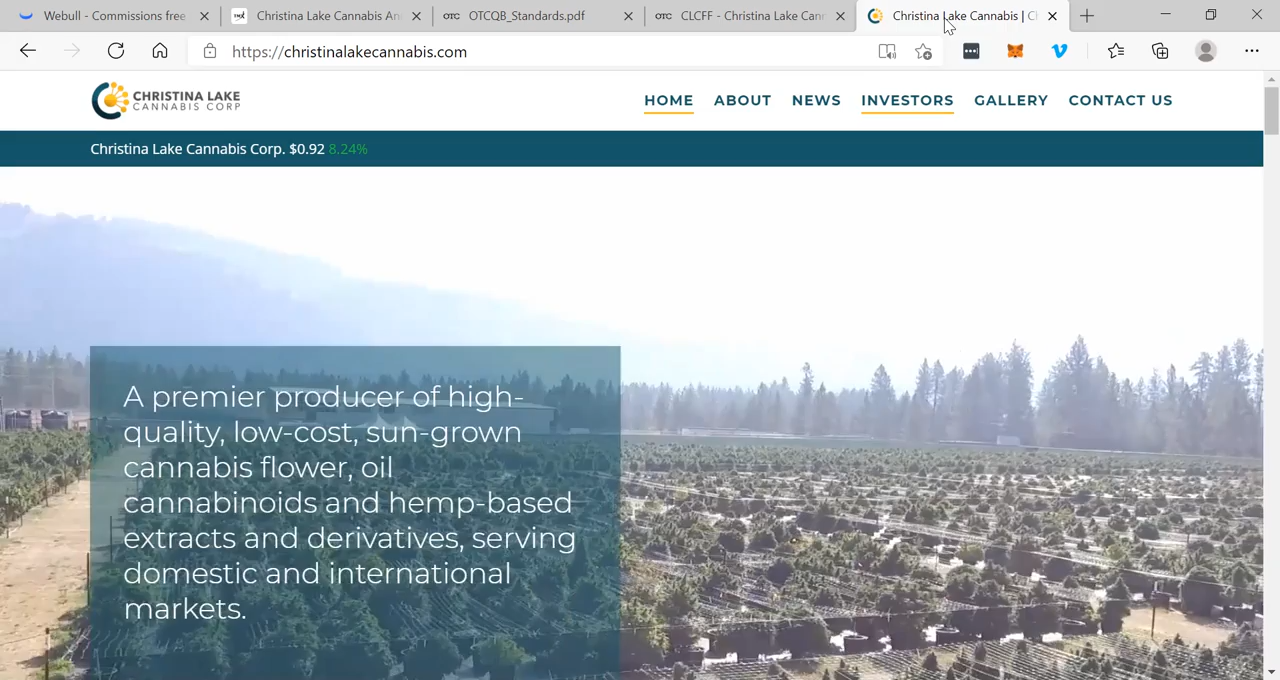 Webull - Commissions free
Christina Lake Cannabis An
OTCQB_Standards.pdf
CLCFF - Christina Lake Cann
Christina Lake Cannabis | Ch
https://christinalakecannabis.com
CHRISTINA LAKE
CANNABIS CORP
HOME ABOUT NEWS INVESTORS GALLERY CONTACT US
Christina Lake Cannabis Corp. $0.92 8.24%
A premier producer of high-
quality, low-cost, sun-grown
cannabis flower, oil
cannabinoids and hemp-based
extracts and derivatives, serving
domestic and international
markets.